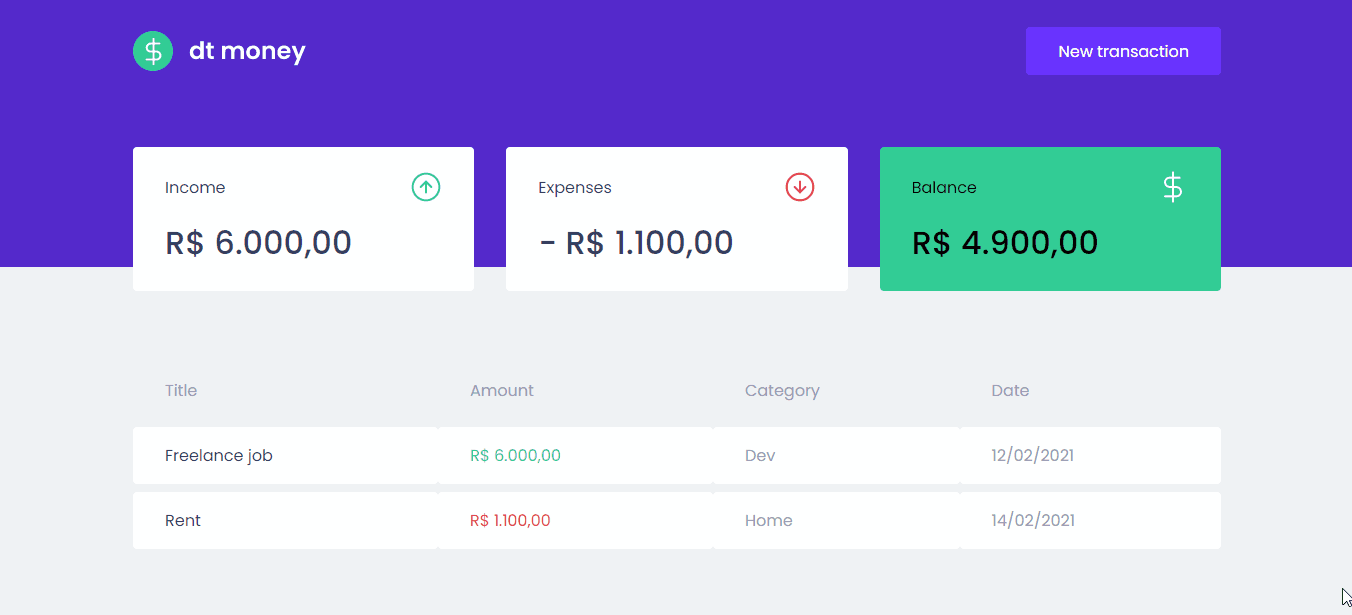 $ dt money New transaction
Income Expenses Balance $
R$ 6.000,00 - R$ 1.100,00 R$ 4.900,00
Title Amount Category Date
Freelance job R$ 6.000,00 Dev 12/02/2021
Rent R$ 1.100,00 Home 14/02/2021